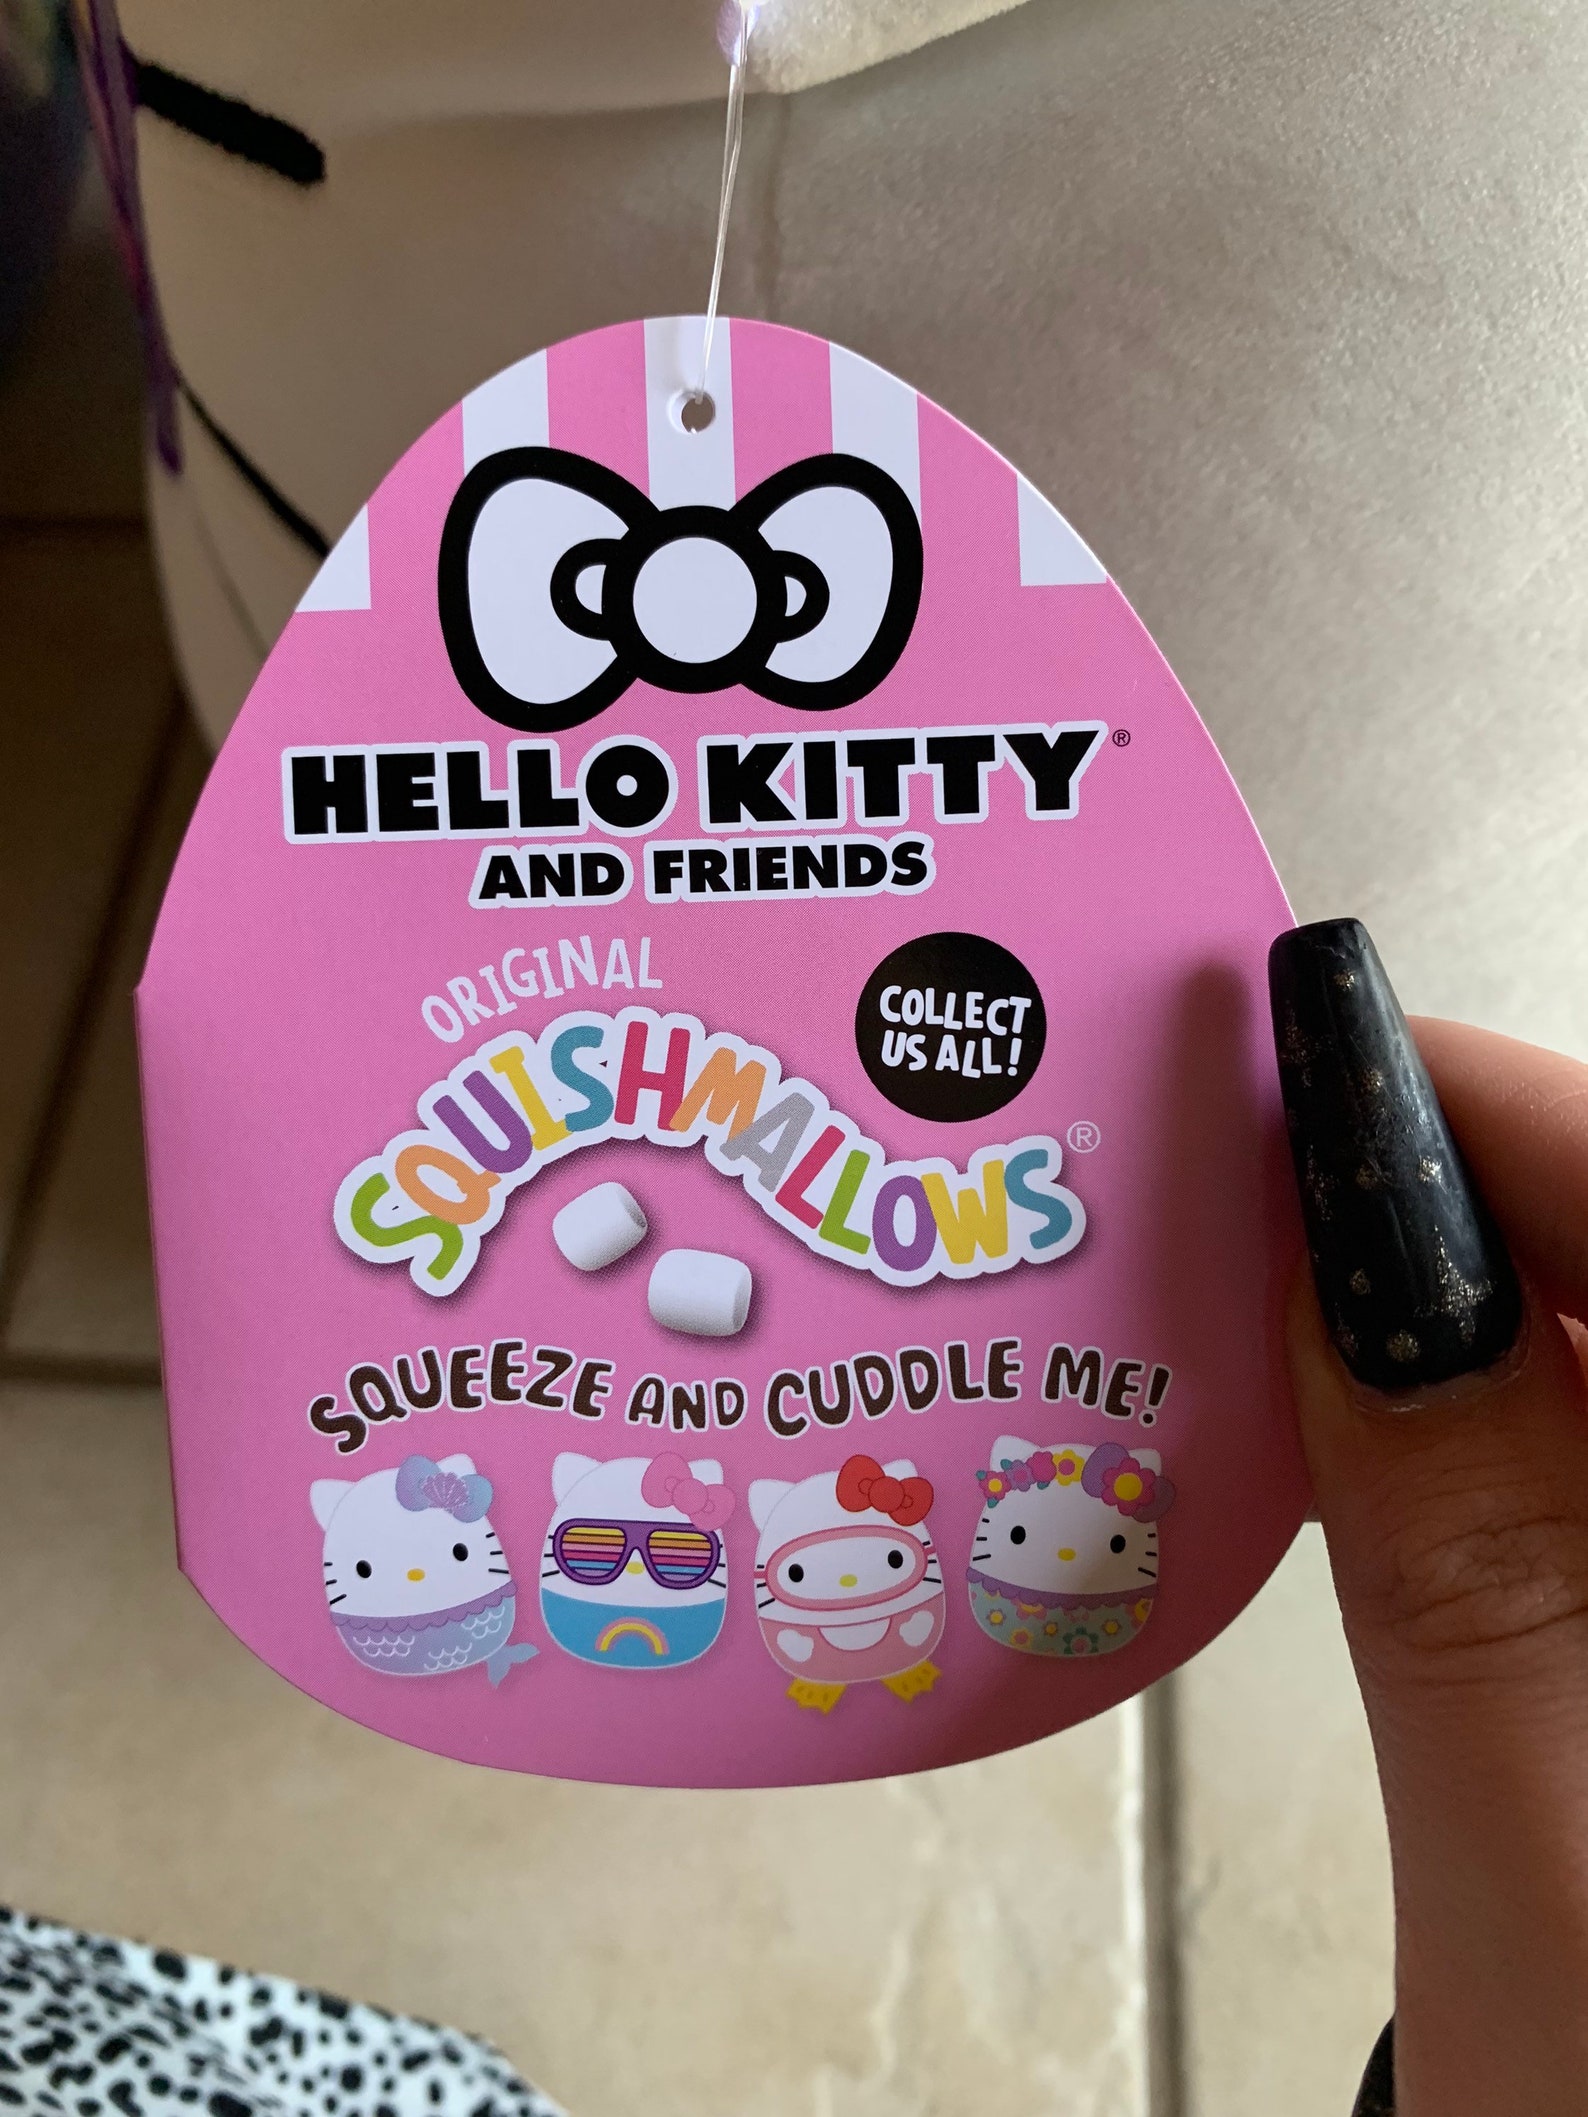 HELLO KITTY®
AND FRIENDS
ORIGINAL
SQUISHMALLOWS®
COLLECT
US ALL!
SQUEEZE AND CUDDLE ME!